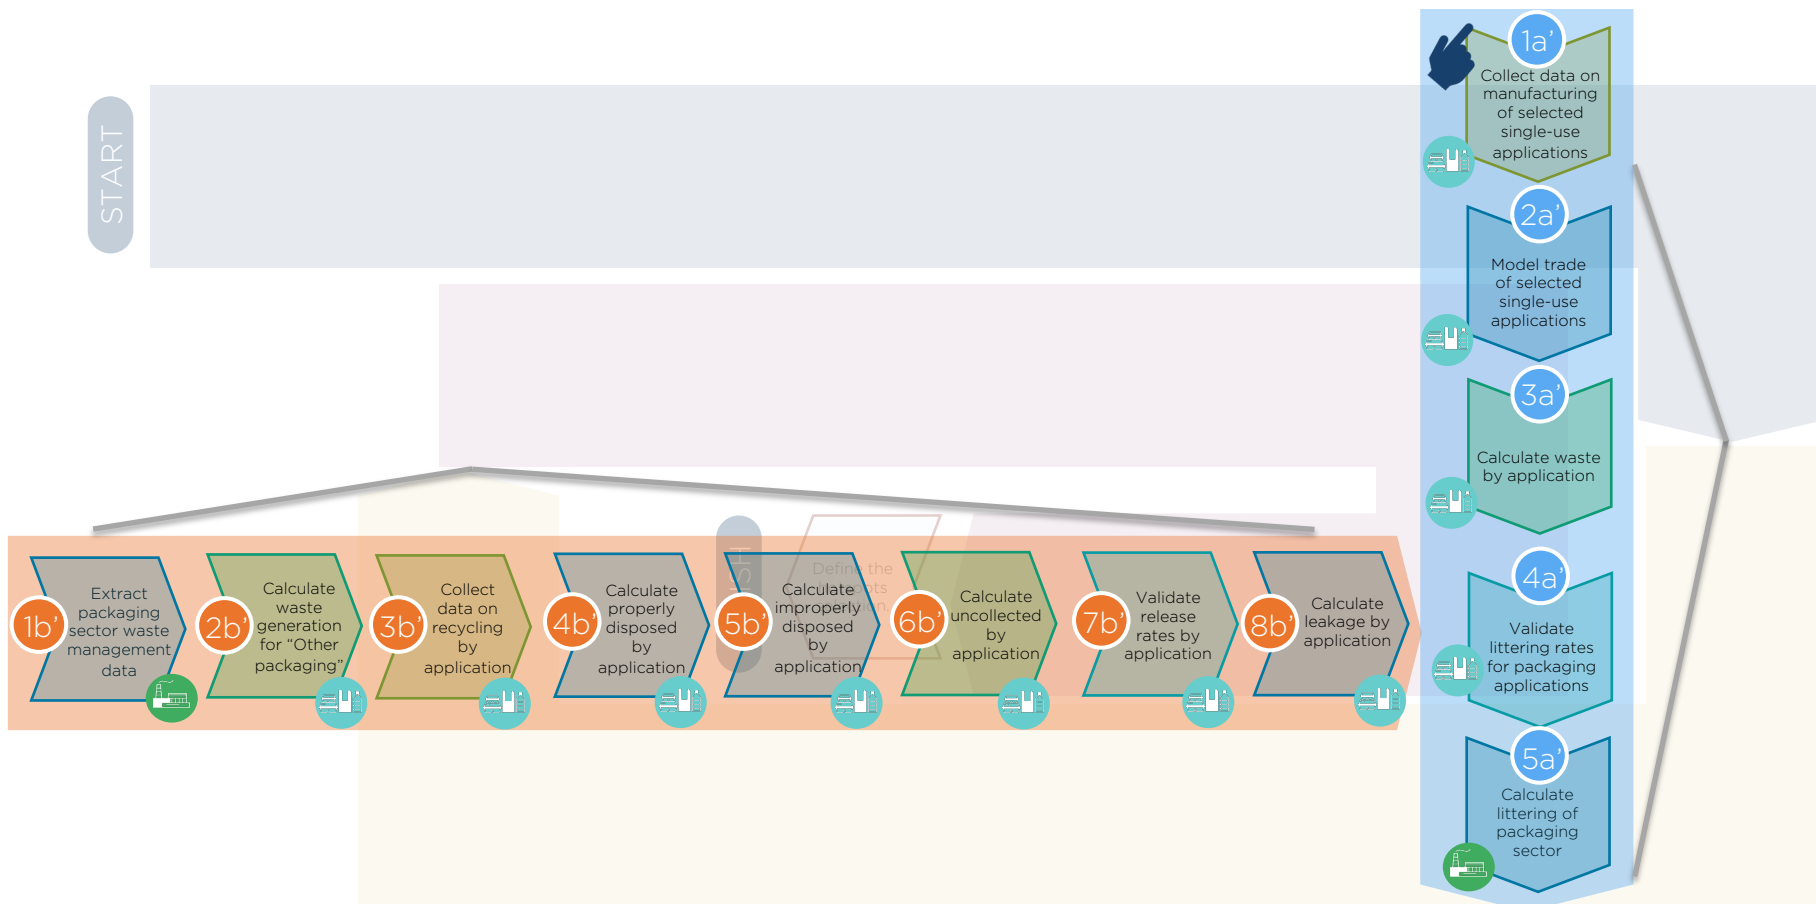 START
1a'
Collect data on
manufacturing
of selected
single-use
applications
2a'
Model trade
of selected
single-use
applications
3a'
Calculate waste
by application
4a'
Validate
littering rates
for packaging
applications
5a'
Calculate
littering of
packaging
sector
1b'
Extract
packaging
sector waste
management
data
2b'
Calculate
waste
generation
for “Other
packaging”
3b'
Collect
data on
recycling
by
application
4b'
Calculate
properly
disposed
by
application
5b'
Calculate
improperly
disposed
by
application
Define the
6b'
Calculate
uncollected
by
application
7b'
Validate
release
rates by
application
8b'
Calculate
leakage by
application